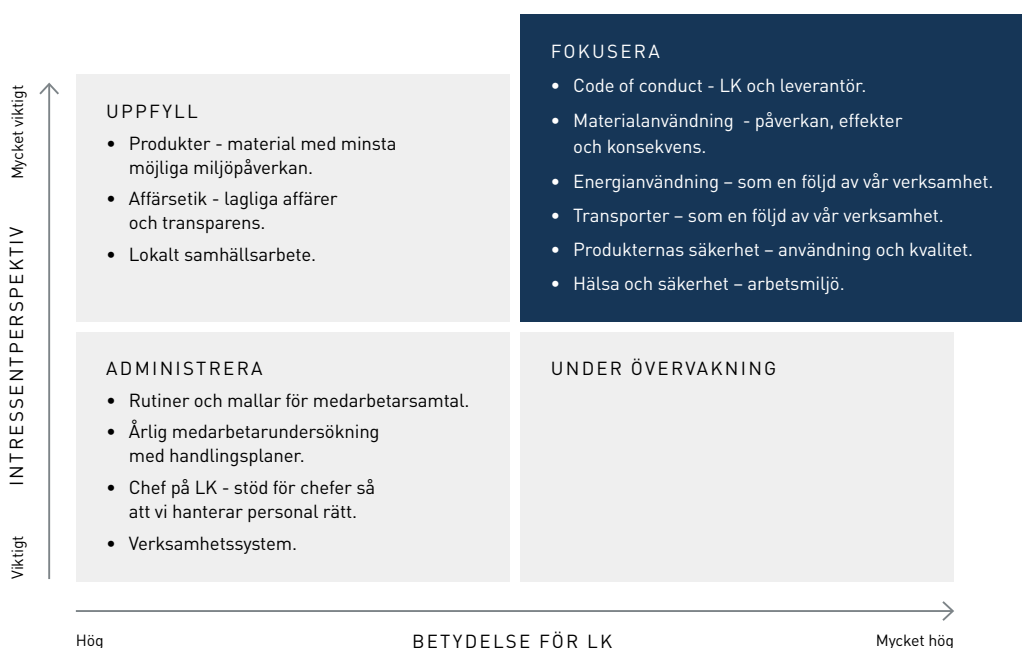 FOKUSERA
• Code of conduct - LK och leverantör.
• Materialanvändning - påverkan, effekter
och konsekvens.
• Energianvändning – som en följd av vår verksamhet.
• Transporter – som en följd av vår verksamhet.
• Produkternas säkerhet – användning och kvalitet.
• Hälsa och säkerhet – arbetsmiljö.
UPPFYLL
• Produkter - material med minsta
möjliga miljöpåverkan.
• Affärsetik - lagliga affärer
och transparens.
• Lokalt samhällsarbete.
ADMINISTRERA
• Rutiner och mallar för medarbetarsamtal.
• Årlig medarbetarundersökning
med handlingsplaner.
• Chef på LK - stöd för chefer så
att vi hanterar personal rätt.
• Verksamhetssystem.
UNDER ÖVERVAKNING
Mycket viktigt
INTRESSENTPERSPEKTIV
Viktigt
Hög
BETYDELSE FÖR LK
Mycket hög